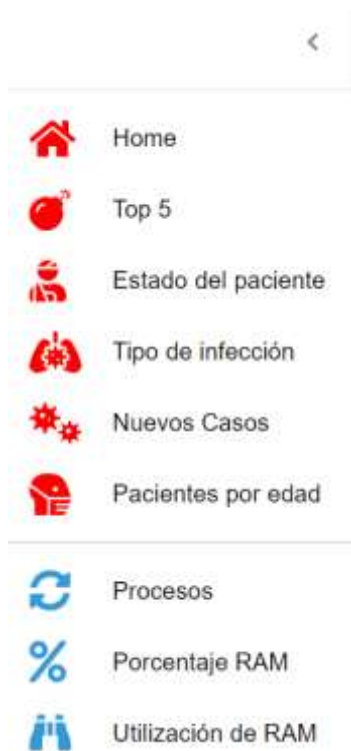 Home
Top 5
Estado del paciente
Tipo de infección
Nuevos Casos
Pacientes por edad
Procesos
Porcentaje RAM
Utilización de RAM